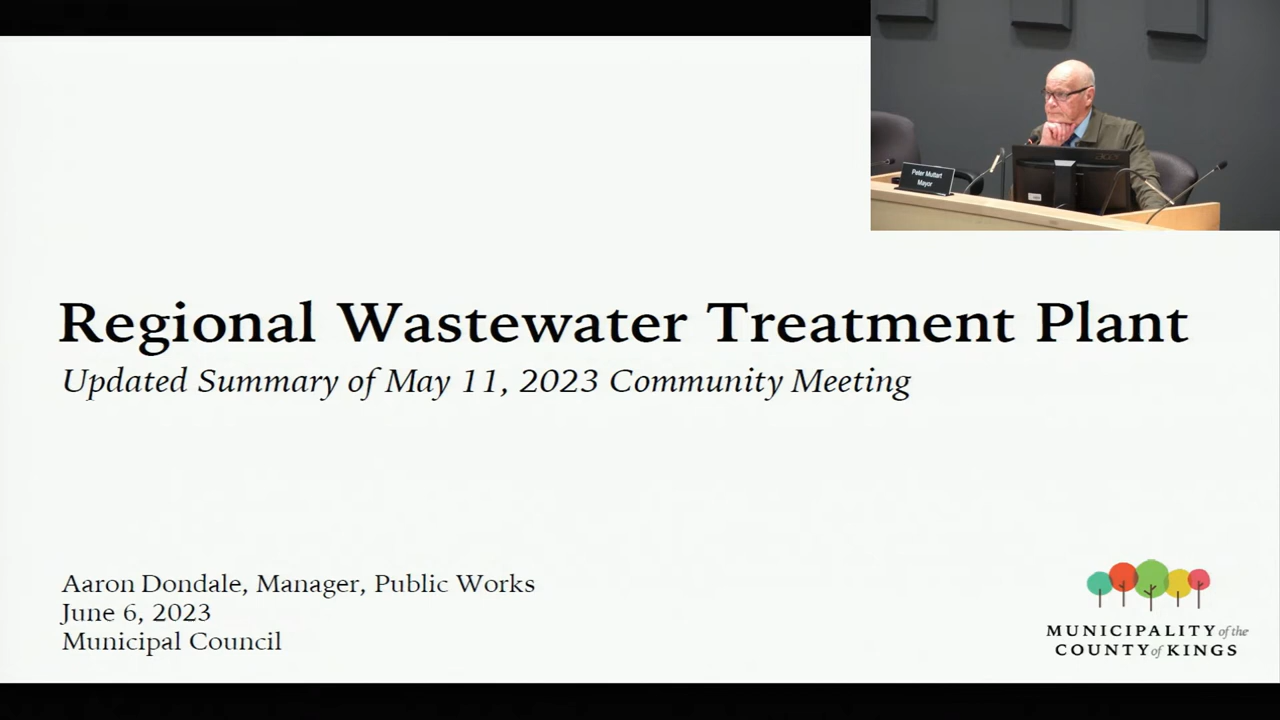 Peter Muttart
Mayor
Regional Wastewater Treatment Plant
Updated Summary of May 11, 2023 Community Meeting
Aaron Dondale, Manager, Public Works
June 6, 2023
Municipal Council
MUNICIPALITY of the
COUNTY of KINGS